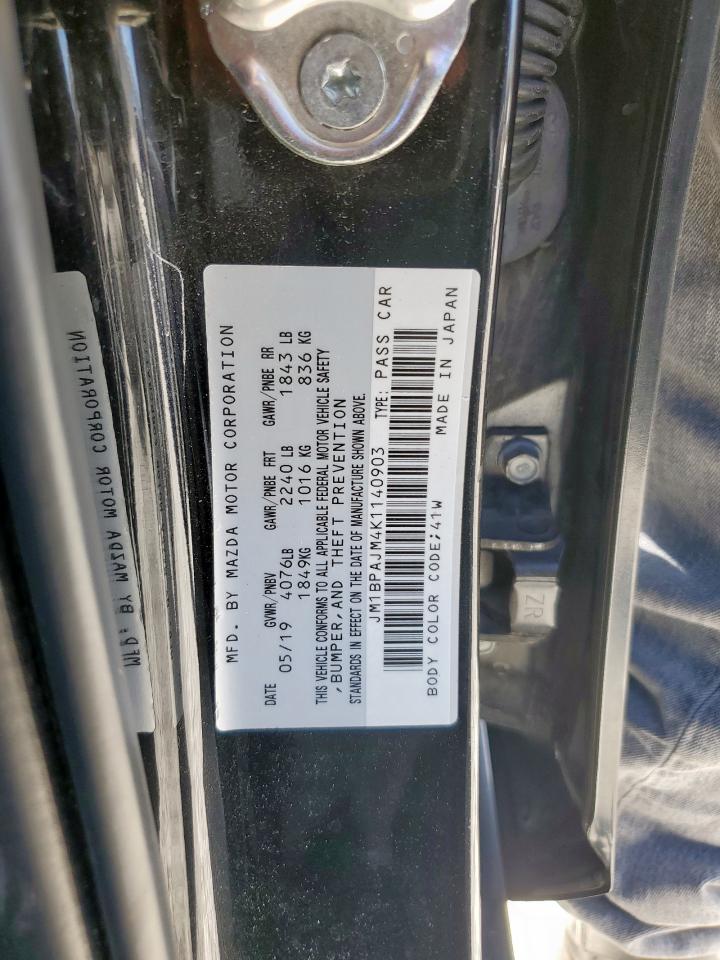 MFD. BY MAZDA MOTOR CORPORATION
DATE GVWR/PNBV GAWR/PNBE FRT GAWR/PNBE RR
05/19 4076LB 2240 LB 1843 LB
1849KG 1016 KG 836 KG
THIS VEHICLE CONFORMS TO ALL APPLICABLE FEDERAL MOTOR VEHICLE SAFETY
,BUMPER,AND THEFT PREVENTION
STANDARDS IN EFFECT ON THE DATE OF MANUFACTURE SHOWN ABOVE.
JM1BPAJM4K1140903 TYPE: PASS CAR
BODY COLOR CODE;41W MADE IN JAPAN
MFD. BY MAZDA MOTOR CORPORATION
ZR